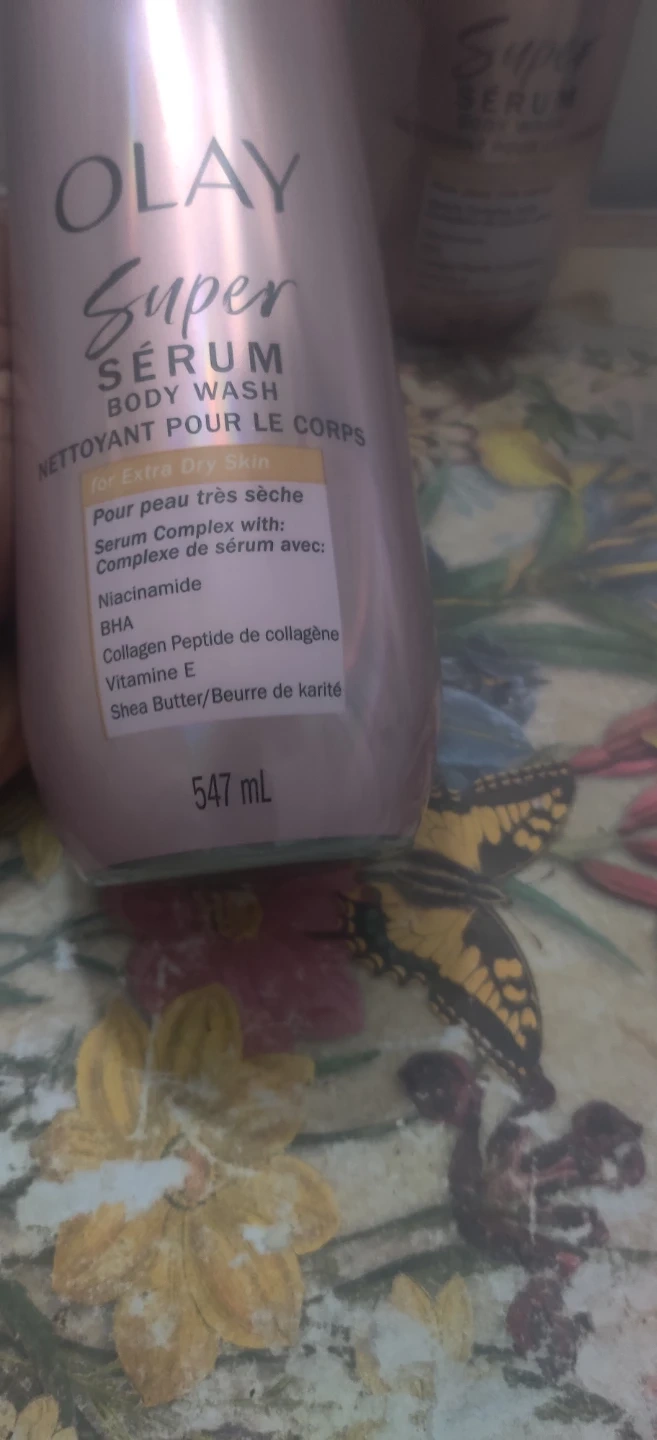 OLAY
Super
SÉRUM
BODY WASH
NETTOYANT POUR LE CORPS
for Extra Dry Skin
Pour peau très sèche
Serum Complex with:
Complexe de sérum avec:
Niacinamide
BHA
Collagen Peptide de collagène
Vitamine E
Shea Butter/Beurre de karité
547 mL
Super
SÉRUM